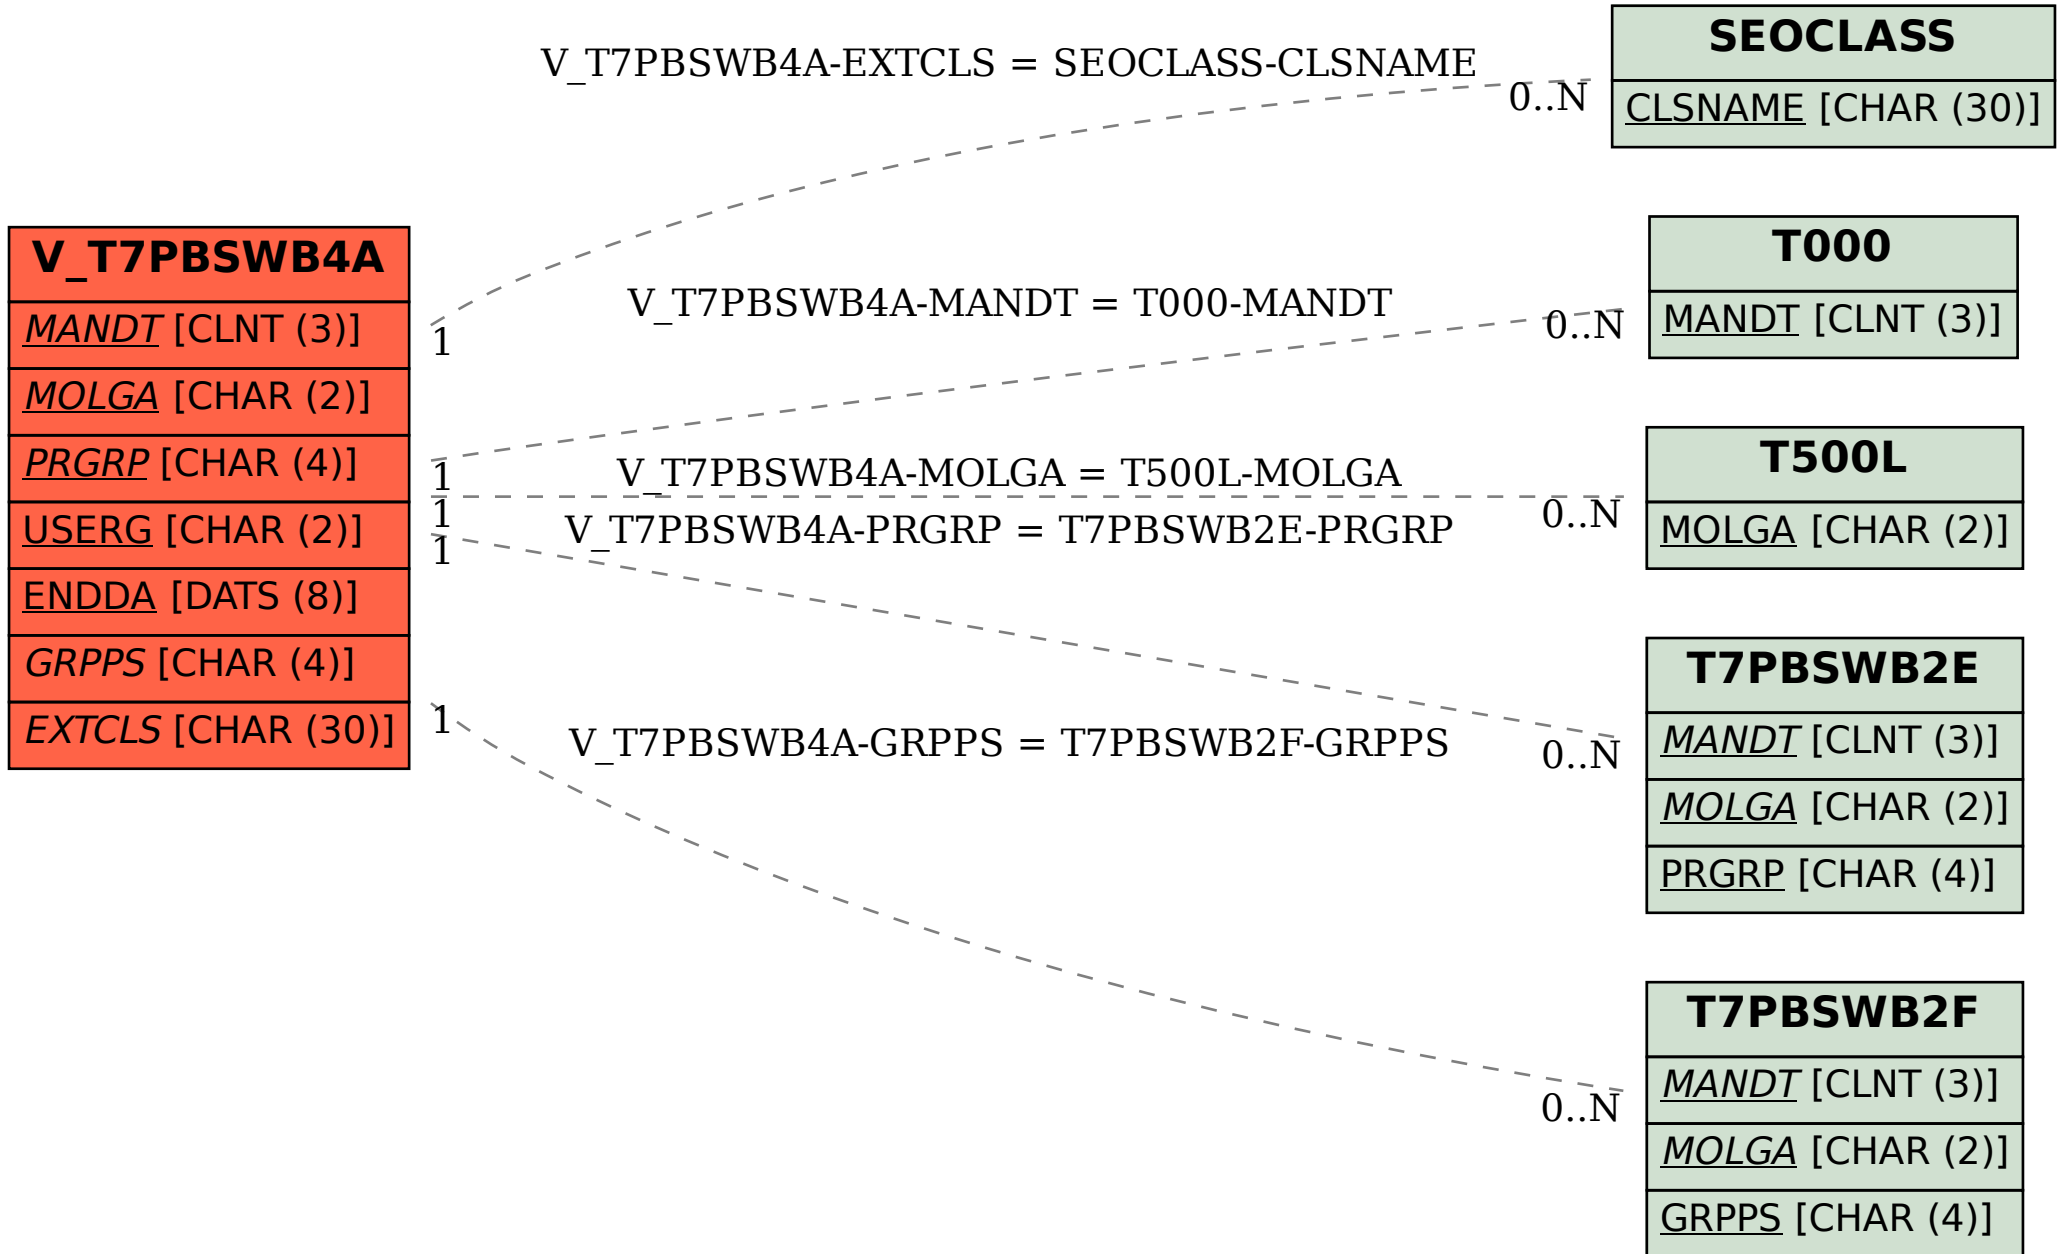 V_T7PBSWB4A
MANDT [CLNT (3)]
MOLGA [CHAR (2)]
PRGRP [CHAR (4)]
USERG [CHAR (2)]
ENDDA [DATS (8)]
GRPPS [CHAR (4)]
EXTCLS [CHAR (30)]
V_T7PBSWB4A-EXTCLS = SEOCLASS-CLSNAME
1
0..N
V_T7PBSWB4A-MANDT = T000-MANDT
1
0..N
V_T7PBSWB4A-MOLGA = T500L-MOLGA
1
0..N
V_T7PBSWB4A-PRGRP = T7PBSWB2E-PRGRP
1
0..N
V_T7PBSWB4A-GRPPS = T7PBSWB2F-GRPPS
1
0..N
SEOCLASS
CLSNAME [CHAR (30)]
T000
MANDT [CLNT (3)]
T500L
MOLGA [CHAR (2)]
T7PBSWB2E
MANDT [CLNT (3)]
MOLGA [CHAR (2)]
PRGRP [CHAR (4)]
T7PBSWB2F
MANDT [CLNT (3)]
MOLGA [CHAR (2)]
GRPPS [CHAR (4)]